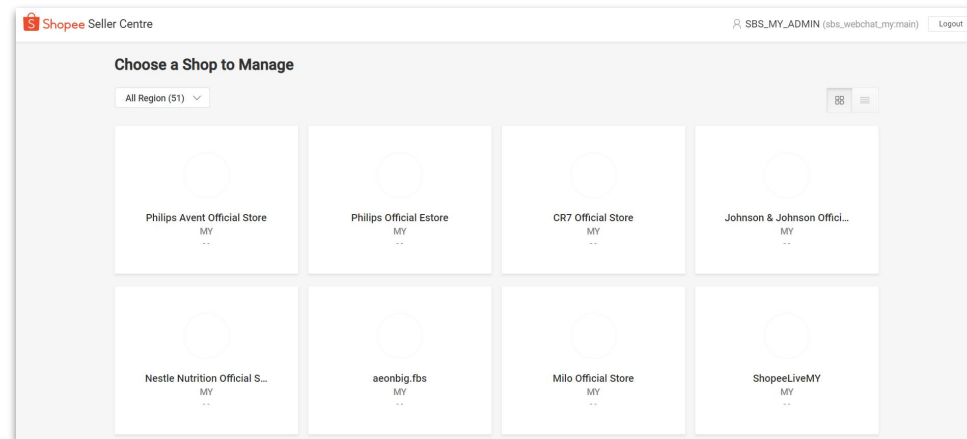 Shopee Seller Centre
SBS_MY_ADMIN (sbs_webchat_my:main)
Logout
Choose a Shop to Manage
All Region (51)
Philips Avent Official Store
MY
- -
Philips Official Estore
MY
- -
CR7 Official Store
MY
- -
Johnson & Johnson Offici...
MY
- -
Nestle Nutrition Official S...
MY
- -
aeonbig.fbs
MY
- -
Milo Official Store
MY
- -
ShopeeLiveMY
MY
- -